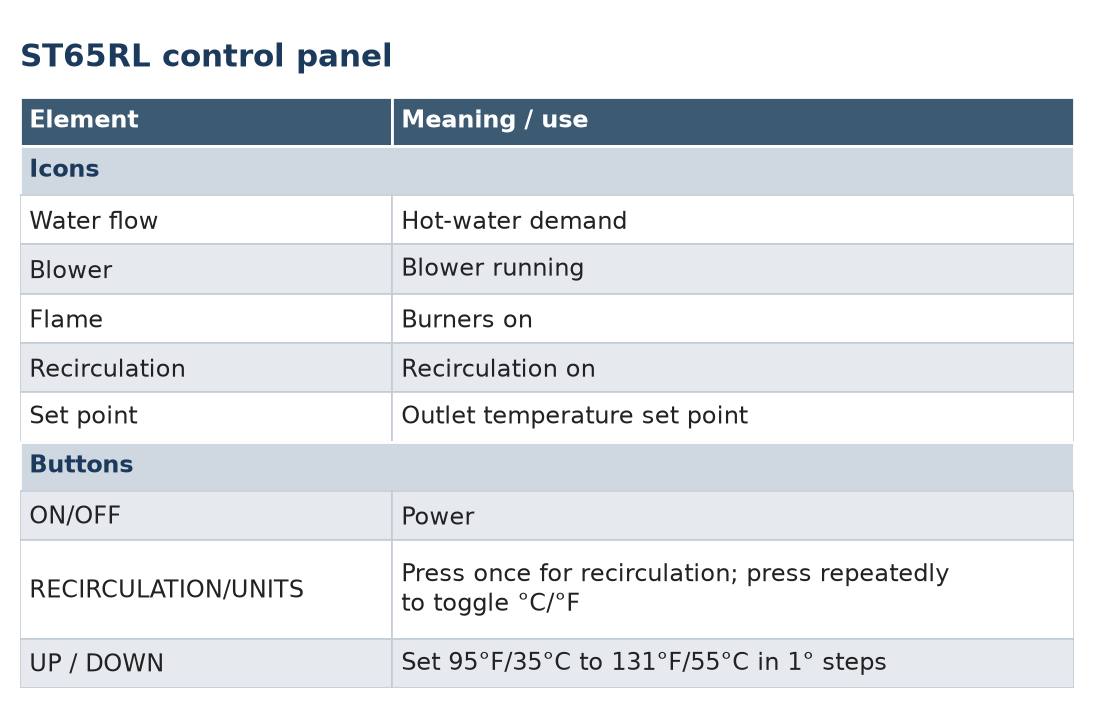 ST65RL control panel
Element Meaning / use
Icons
Water flow Hot-water demand
Blower Blower running
Flame Burners on
Recirculation Recirculation on
Set point Outlet temperature set point
Buttons
ON/OFF Power
RECIRCULATION/UNITS Press once for recirculation; press repeatedly
to toggle °C/°F
UP / DOWN Set 95°F/35°C to 131°F/55°C in 1° steps